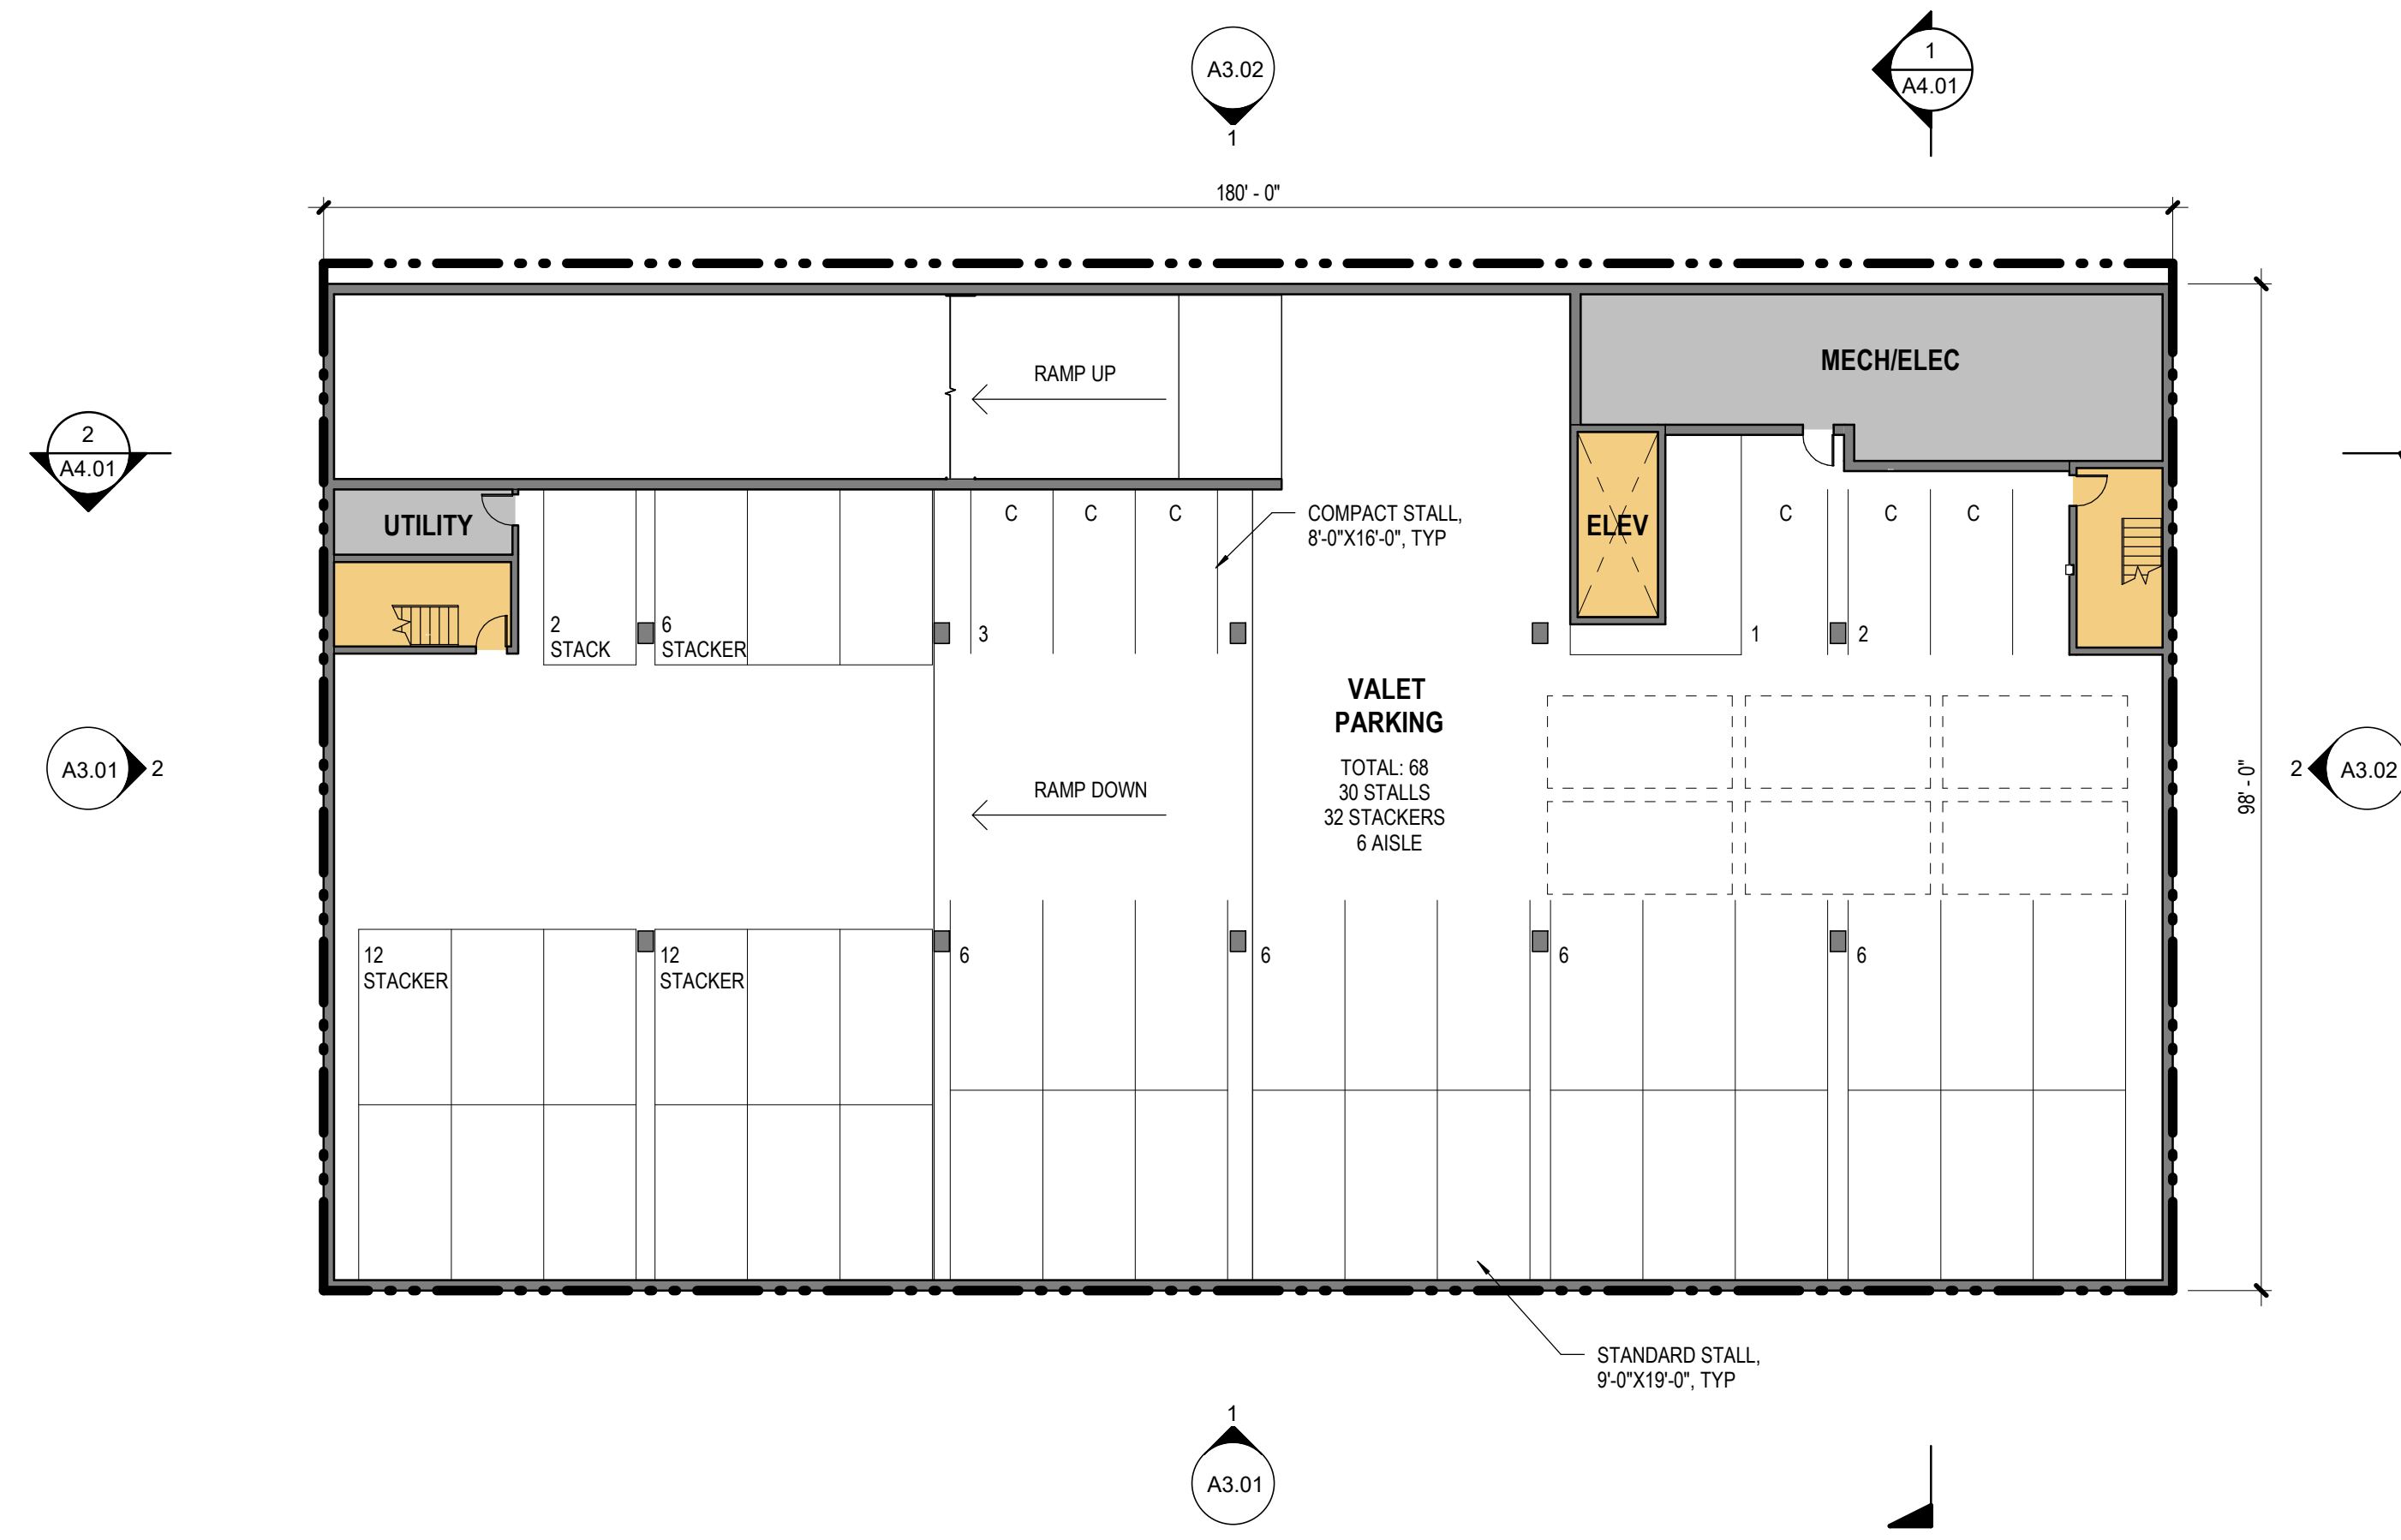 A3.02
1
1
A4.01
180' - 0"
RAMP UP
MECH/ELEC
2
A4.01
UTILITY
C
C
C
COMPACT STALL,
8'-0"X16'-0", TYP
ELEV
C
C
C
2
STACK
6
STACKER
3
1
2
VALET
PARKING
TOTAL: 68
30 STALLS
32 STACKERS
6 AISLE
A3.01
2
RAMP DOWN
98' - 0"
2
A3.02
12
STACKER
12
STACKER
6
6
6
6
STANDARD STALL,
9'-0"X19'-0", TYP
1
A3.01